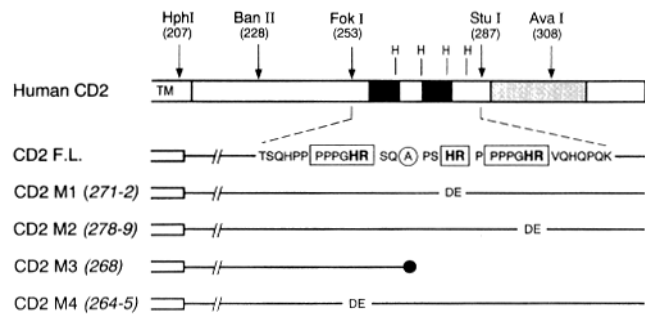 HphI Ban II Fok I Stu I Ava I
(207) (228) (253) (287) (308)
H H H H
Human CD2 TM
CD2 F.L. TSQHPP PPPGHR SQ A PS HR P PPPGHR VQHQPQK
CD2 M1 (271-2) DE
CD2 M2 (278-9) DE
CD2 M3 (268)
CD2 M4 (264-5) DE